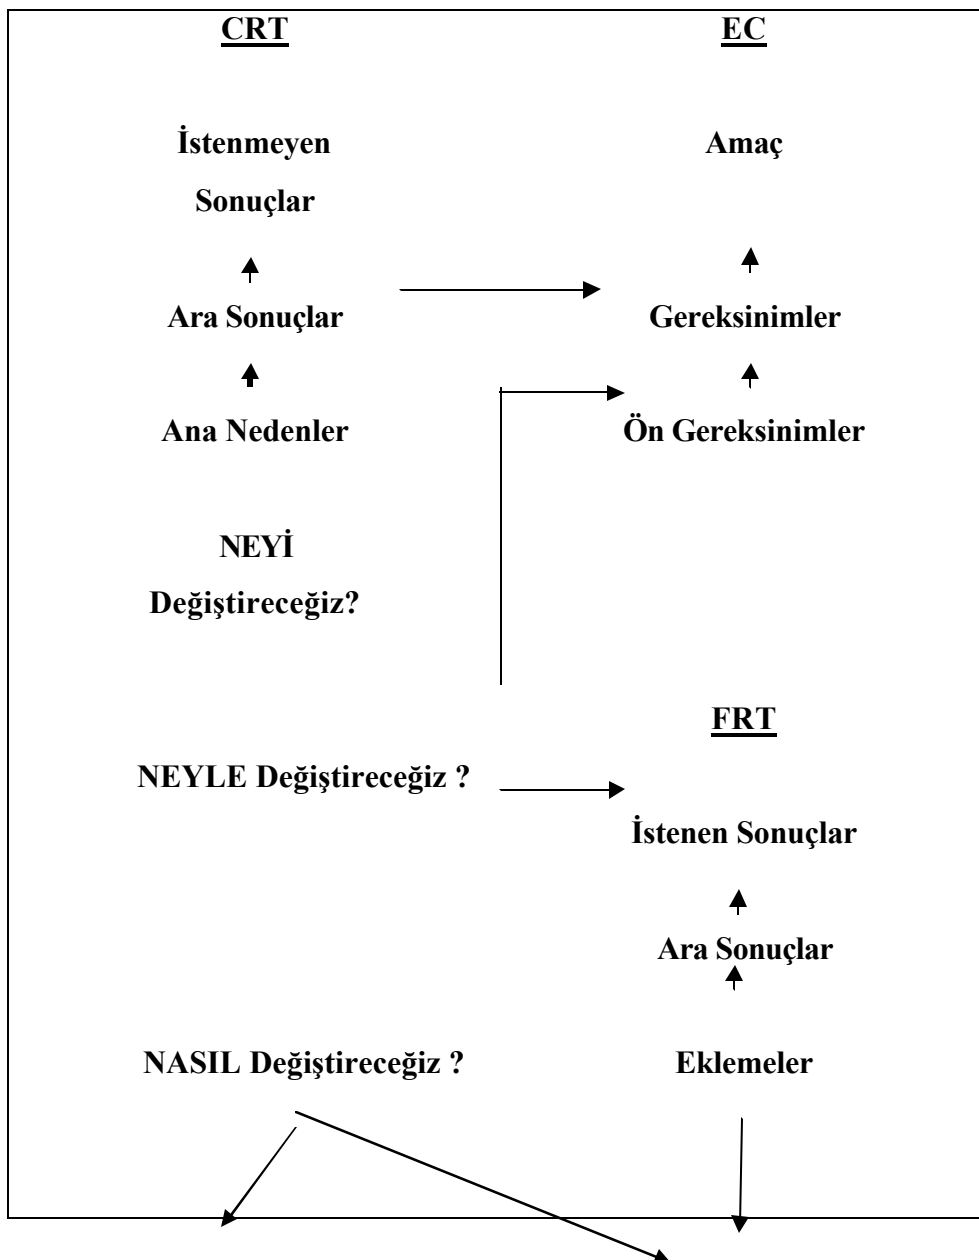 CRT
EC
İstenmeyen
Sonuçlar
Amaç
Ara Sonuçlar
Gereksinimler
Ana Nedenler
Ön Gereksinimler
NEYİ
Değiştireceğiz?
FRT
NEYLE Değiştireceğiz ?
İstenen Sonuçlar
Ara Sonuçlar
NASIL Değiştireceğiz ?
Eklemeler